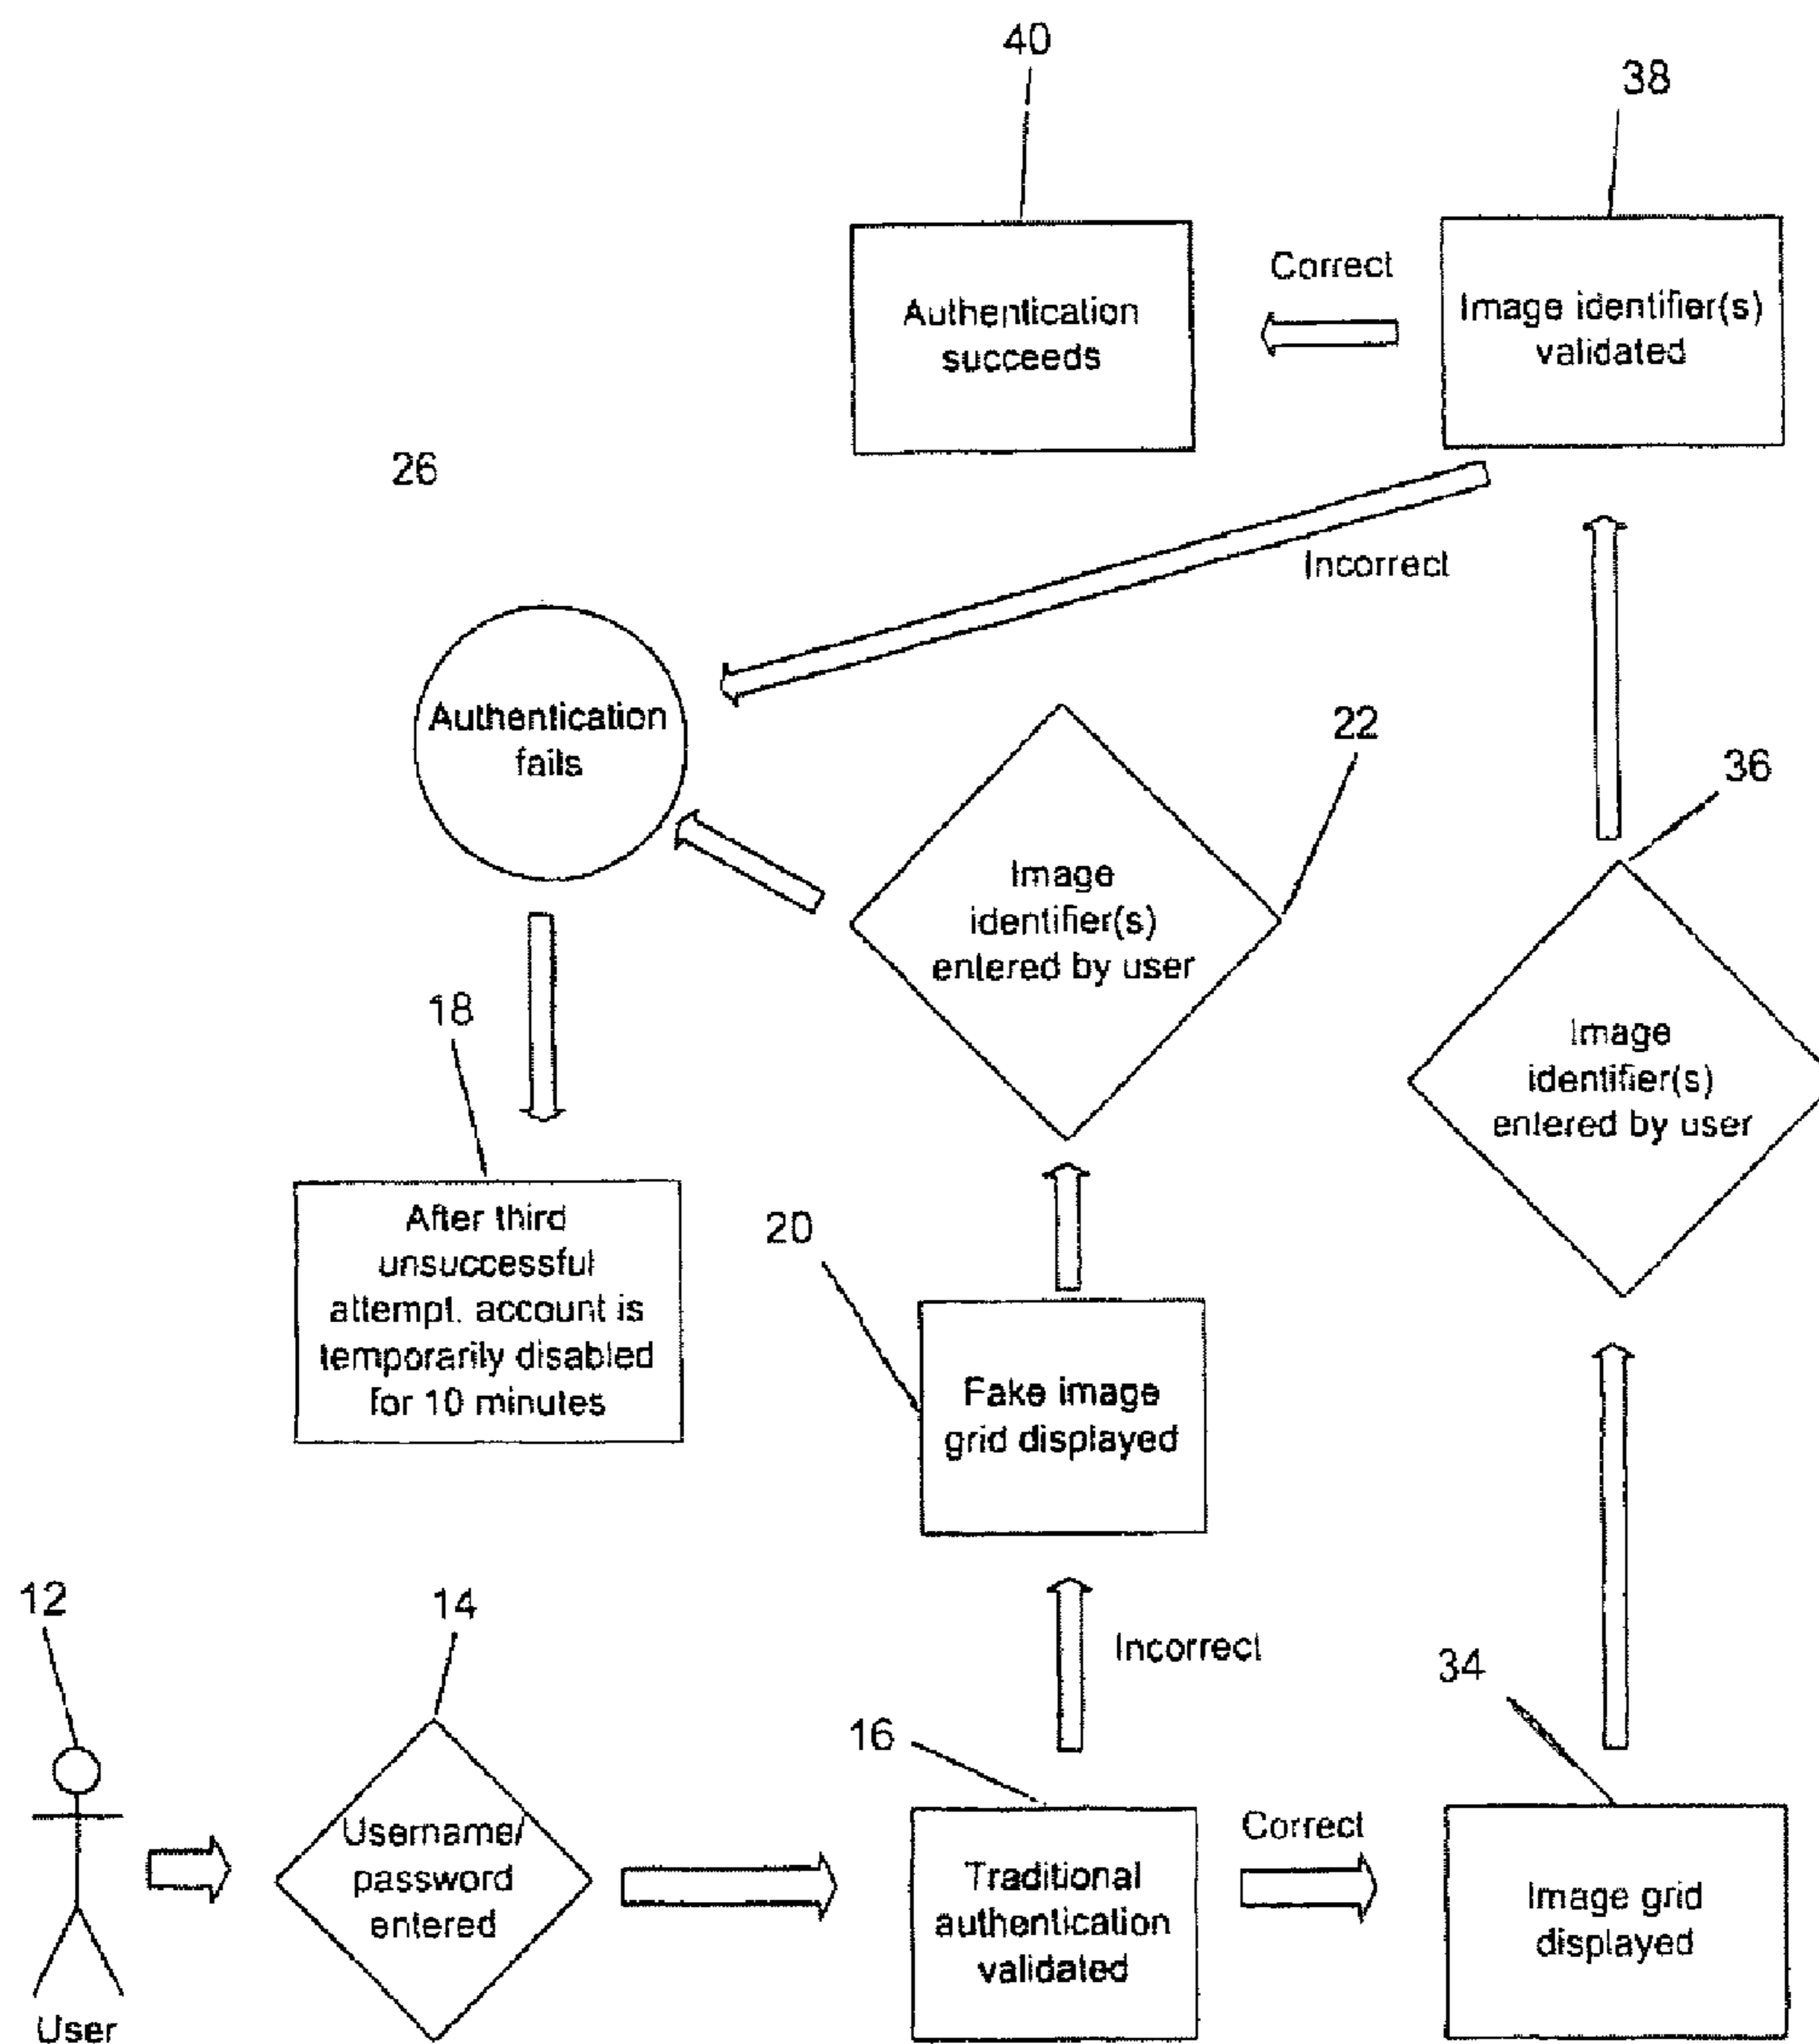 40
38
Authentication
succeeds
Correct
Image identifier(s)
validated
26
Incorrect
Authentication
fails
22
36
Image
identifier(s)
entered by user
Image
identifier(s)
entered by user
18
After third
unsuccessful
attempt. account is
temporarily disabled
for 10 minutes
20
Fake image
grid displayed
12
14
Incorrect
34
16
Username/
password
entered
Correct
Traditional
authentication
validated
Image grid
displayed
User